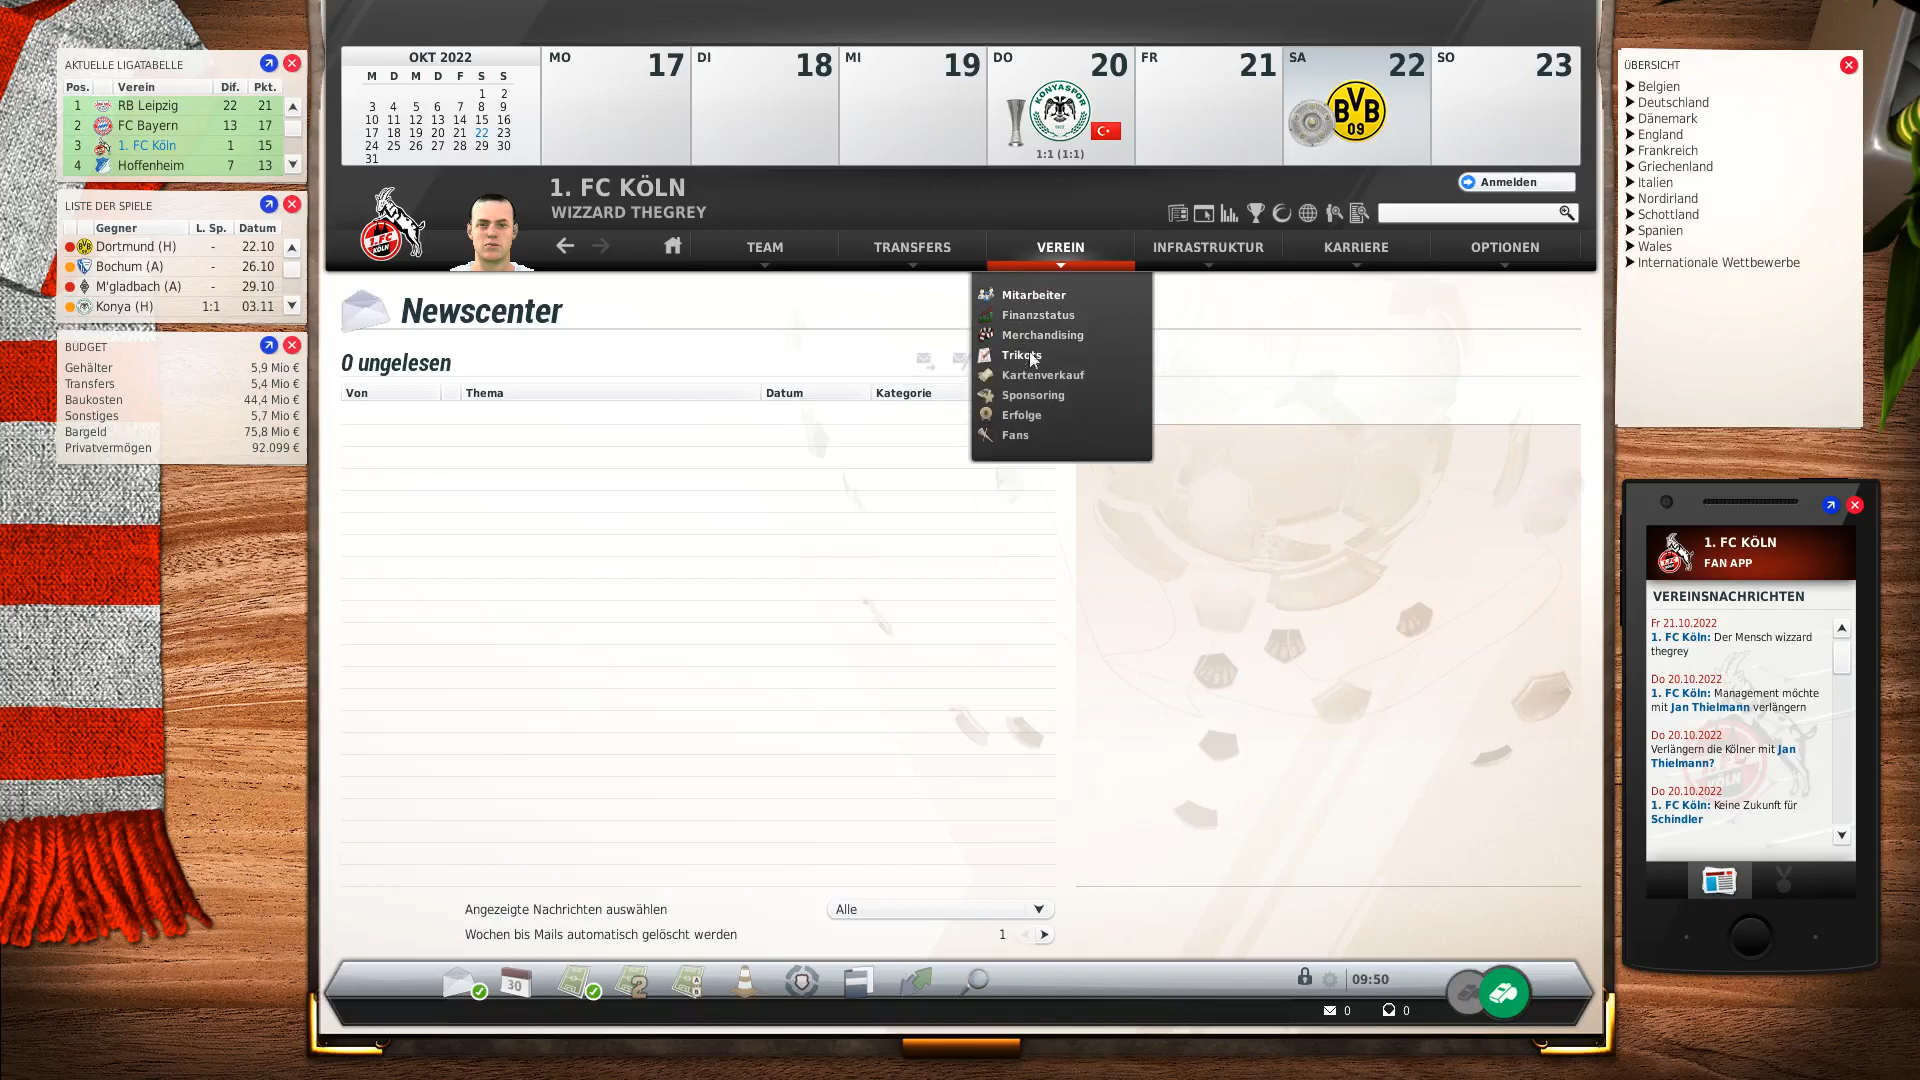 AKTUELLE LIGATABELLE
Pos. Verein Dif. Pkt.
1 RB Leipzig 22 21
2 FC Bayern 13 17
3 1. FC Köln 1 15
4 Hoffenheim 7 13
LISTE DER SPIELE
Gegner L. Sp. Datum
Dortmund (H) - 22.10
Bochum (A) - 26.10
M'gladbach (A) - 29.10
Konya (H) 1:1 03.11
BUDGET
Gehälter 5,9 Mio €
Transfers 5,4 Mio €
Baukosten 44,4 Mio €
Sonstiges 5,7 Mio €
Bargeld 75,8 Mio €
Privatvermögen 92.099 €
OKT 2022
M D M D F S S
1 2
3 4 5 6 7 8 9
10 11 12 13 14 15 16
17 18 19 20 21 22 23
24 25 26 27 28 29 30
31
MO 17 DI 18 MI 19 DO 20 FR 21 SA 22 SO 23
KONYASPOR
1:1 (1:1)
BVB
09
1. FC KÖLN
WIZZARD THEGREY
Anmelden
1.FC
KÖLN
TEAM TRANSFERS VEREIN INFRASTRUKTUR KARRIERE OPTIONEN
Mitarbeiter
Finanzstatus
Merchandising
Trikots
Kartenverkauf
Sponsoring
Erfolge
Fans
Newscenter
0 ungelesen
Von Thema Datum Kategorie
Angezeigte Nachrichten auswählen Alle
Wochen bis Mails automatisch gelöscht werden 1
30
2
09:50
0 0
ÜBERSICHT
Belgien
Deutschland
Dänemark
England
Frankreich
Griechenland
Italien
Nordirland
Schottland
Spanien
Wales
Internationale Wettbewerbe
1. FC KÖLN
FAN APP
VEREINSNACHRICHTEN
Fr 21.10.2022
1. FC Köln: Der Mensch wizzard
thegrey
Do 20.10.2022
1. FC Köln: Management möchte
mit Jan Thielmann verlängern
Do 20.10.2022
Verlängern die Kölner mit Jan
Thielmann?
Do 20.10.2022
1. FC Köln: Keine Zukunft für
Schindler